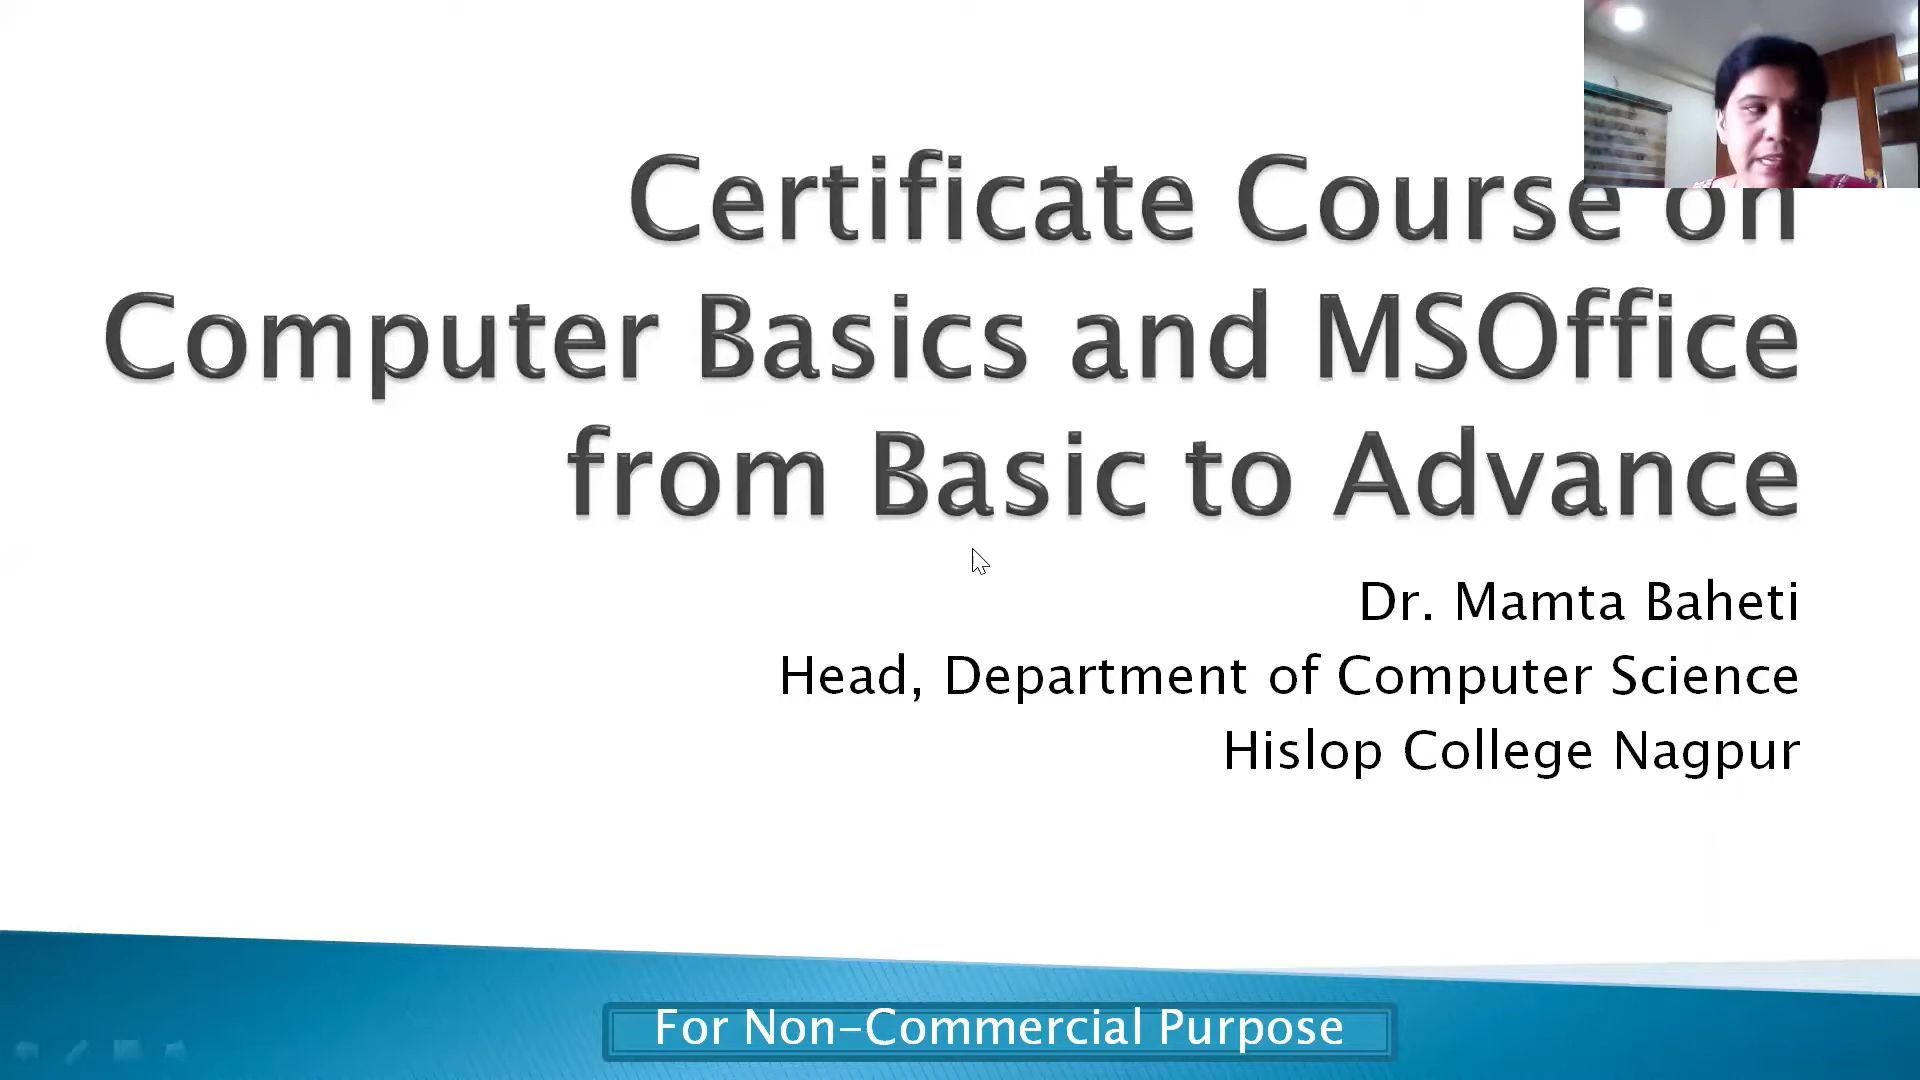 Certificate Course on
Computer Basics and MSOffice
from Basic to Advance
Dr. Mamta Baheti
Head, Department of Computer Science
Hislop College Nagpur
For Non-Commercial Purpose